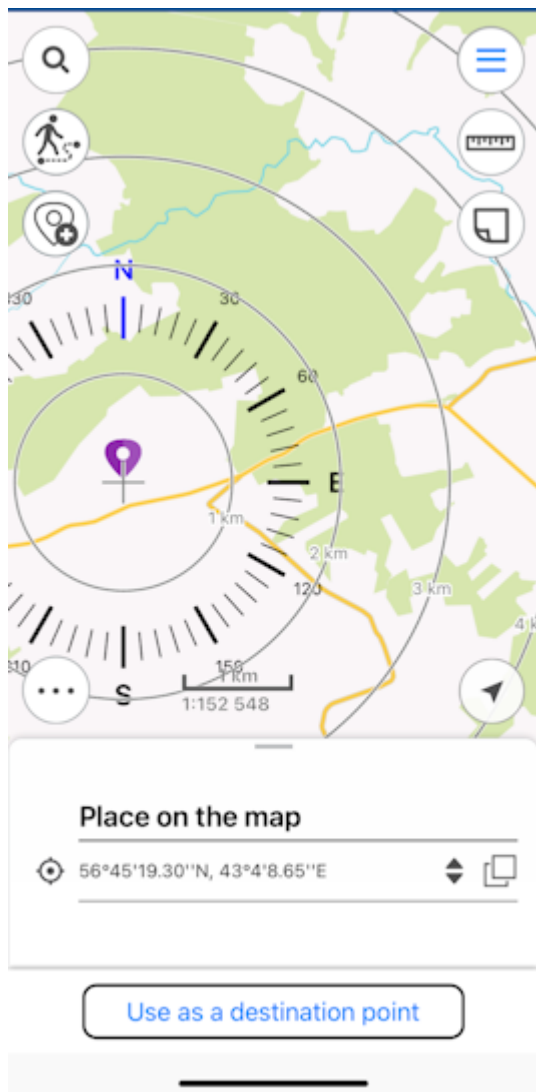 N
330
30
60
E
1 km
2 km
3 km
120
4 k
210
150
S
1 km
1:152 548
Place on the map
56°45'19.30''N, 43°4'8.65''E
Use as a destination point